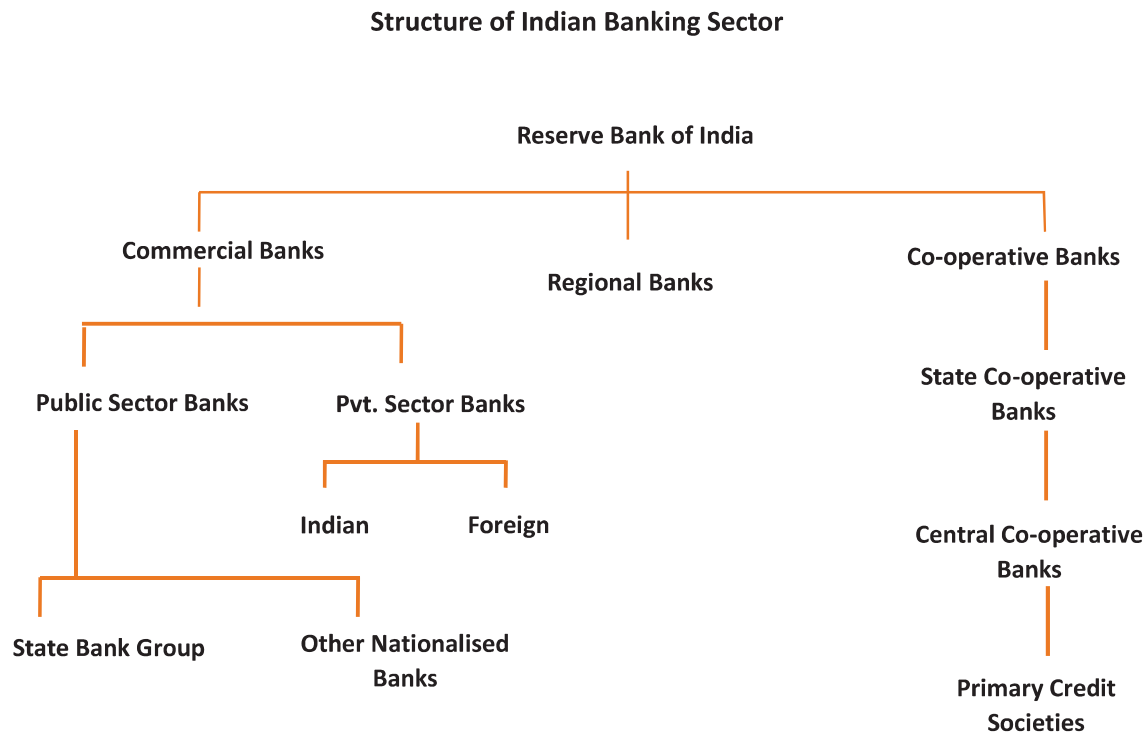 Structure of Indian Banking Sector
Reserve Bank of India
Commercial Banks
Regional Banks
Co-operative Banks
Public Sector Banks
Pvt. Sector Banks
State Co-operative
Banks
Indian
Foreign
Central Co-operative
Banks
State Bank Group
Other Nationalised
Banks
Primary Credit
Societies